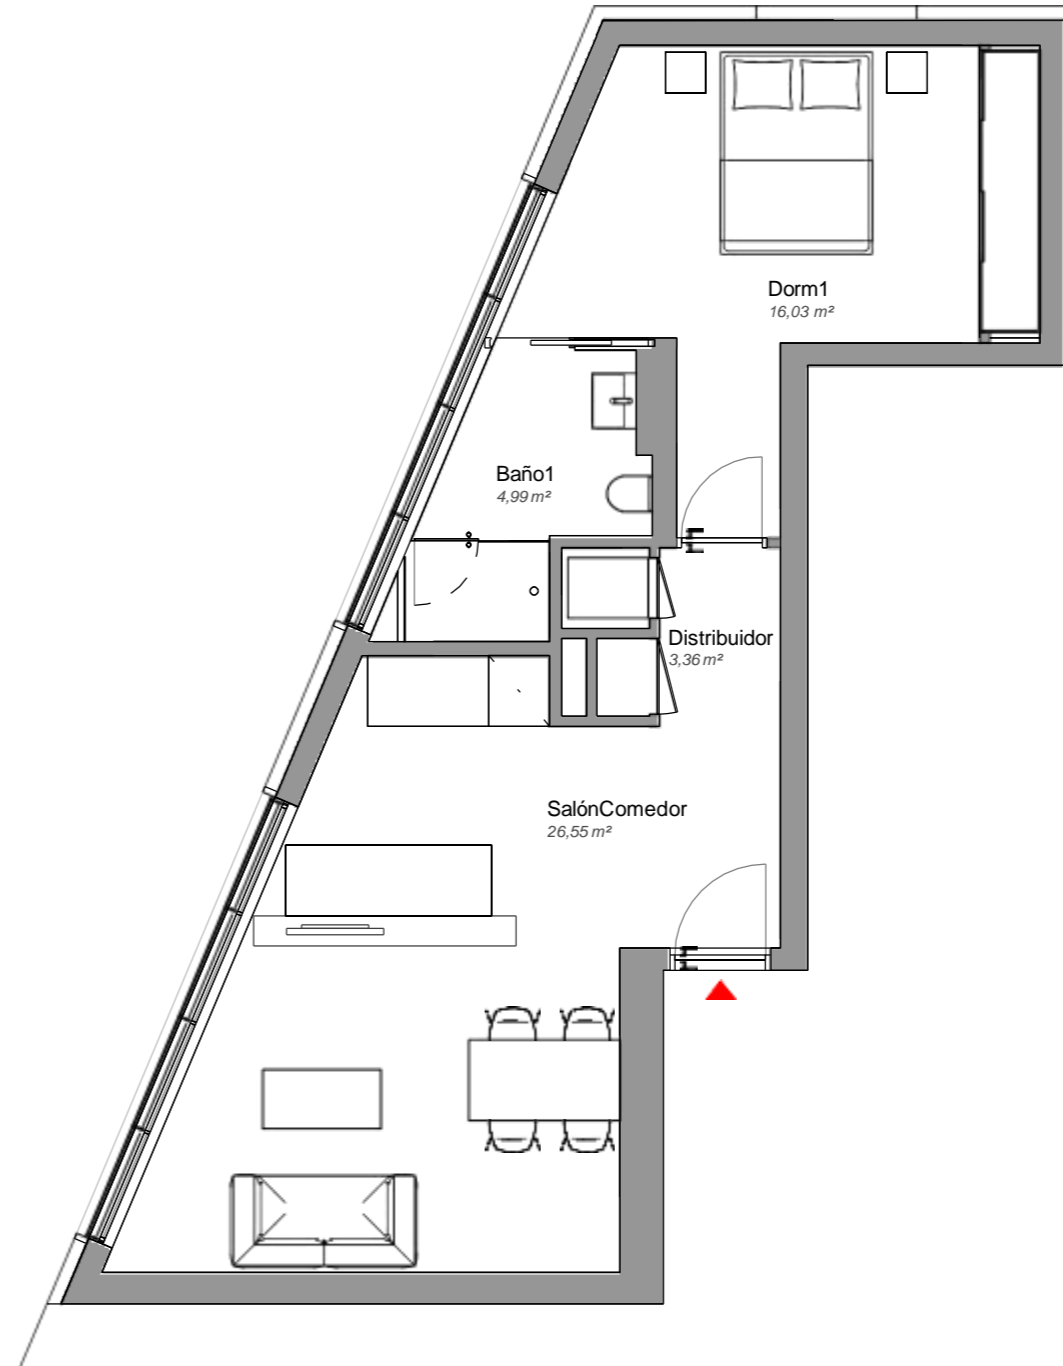 Dorm1
16,03 m²
Baño1
4,99 m²
Distribuidor
3,36 m²
SalónComedor
26,55 m²